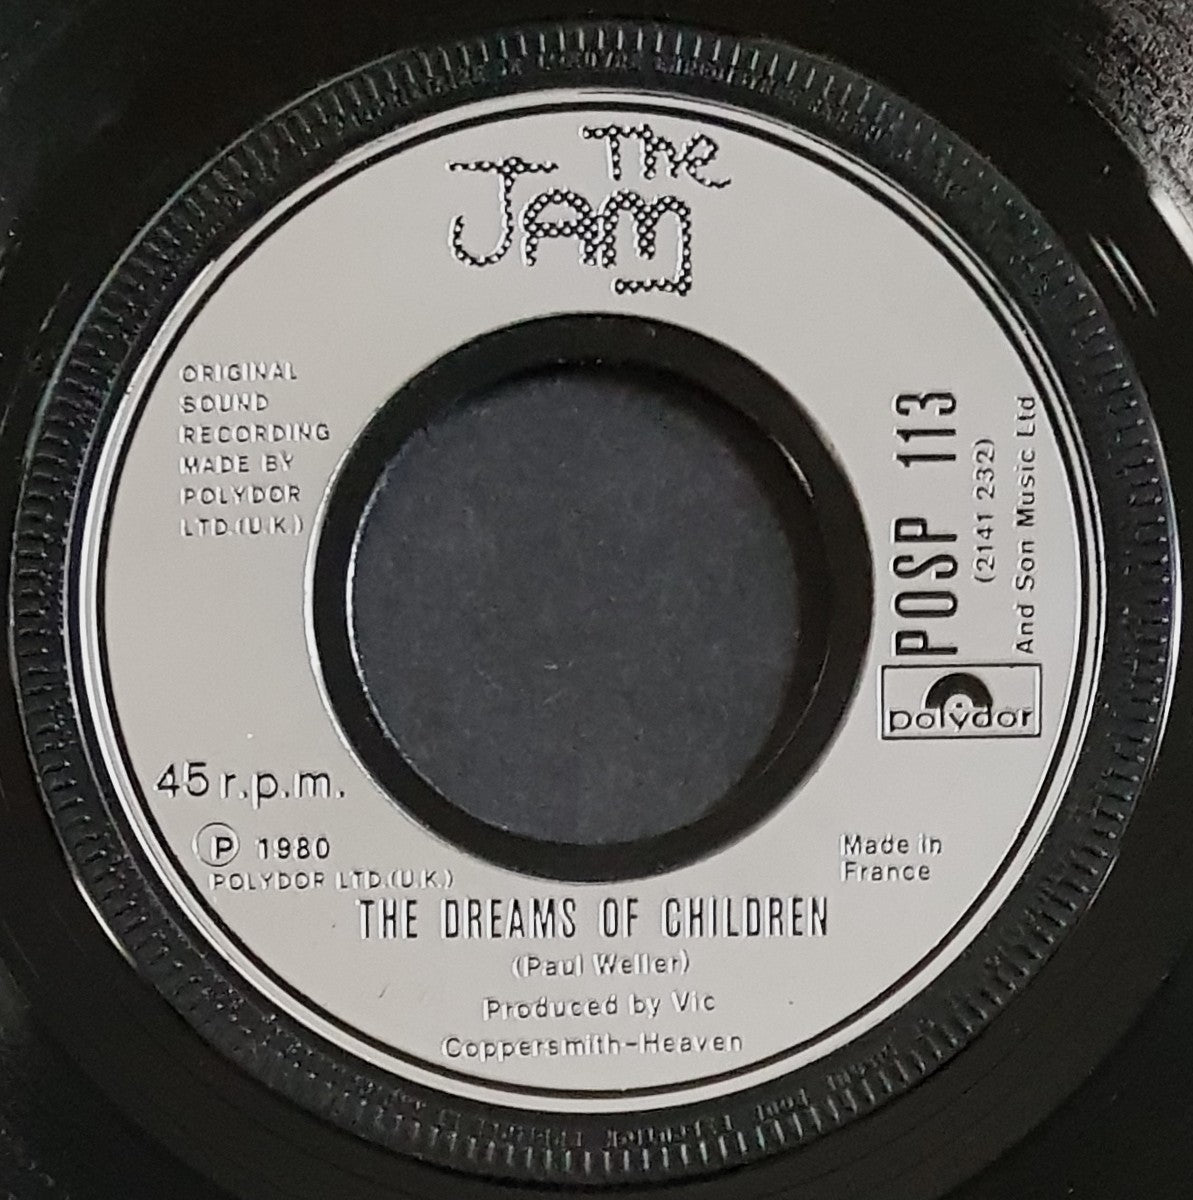 The
JAM
ORIGINAL
SOUND
RECORDING
MADE BY
POLYDOR
LTD.(U.K.)
POSP 113
(2141 232)
And Son Music Ltd
polydor
45 r.p.m.
Ⓟ 1980
POLYDOR LTD.(U.K.)
Made in
France
THE DREAMS OF CHILDREN
(Paul Weller)
Produced by Vic
Coppersmith-Heaven